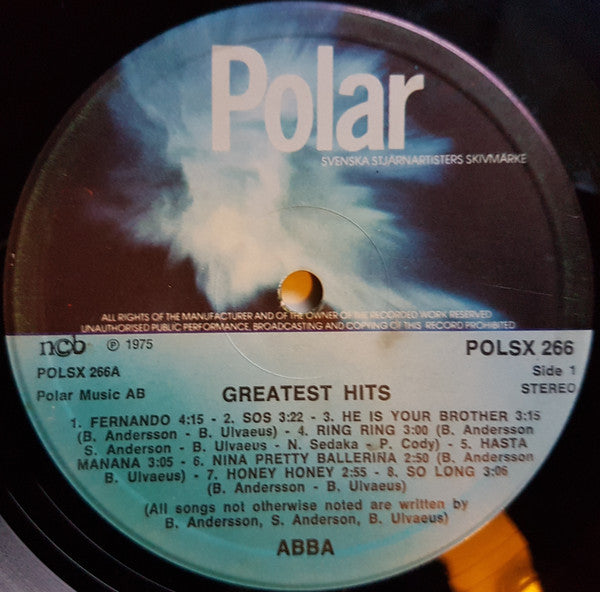 Polar
SVENSKA STJÄRNARTISTERS SKIVMÄRKE
ALL RIGHTS OF THE MANUFACTURER AND OF THE OWNER OF THE RECORDED WORK RESERVED
UNAUTHORISED PUBLIC PERFORMANCE, BROADCASTING AND COPYING OF THIS RECORD PROHIBITED
ncb ℗ 1975 POLSX 266
POLSX 266A Side 1
Polar Music AB GREATEST HITS STEREO
1. FERNANDO 4:15 - 2. SOS 3:22 - 3. HE IS YOUR BROTHER 3:15
(B. Andersson - B. Ulvaeus) - 4. RING RING 3:00 (B. Andersson
S. Andersson - B. Ulvaeus - N. Sedaka - P. Cody) - 5. HASTA
MANANA 3:05 - 6. NINA PRETTY BALLERINA 2:50 (B. Andersson
B. Ulvaeus) - 7. HONEY HONEY 2:55 - 8. SO LONG 3:06
(B. Andersson - B. Ulvaeus)
(All songs not otherwise noted are written by
B. Andersson, S. Anderson, B. Ulvaeus)
ABBA